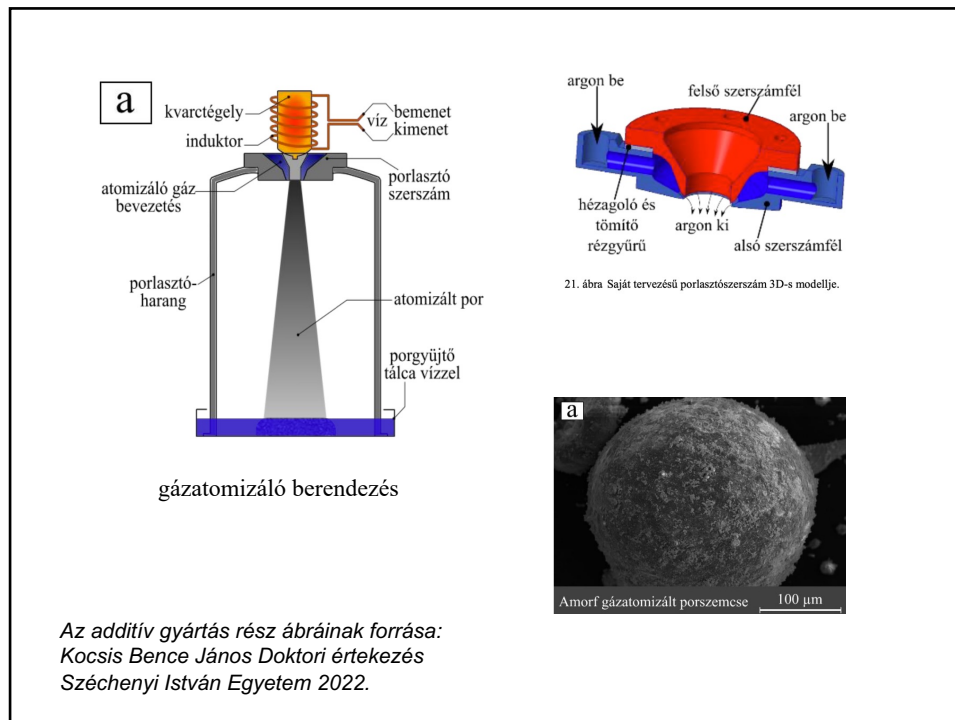 a
kvarctégely
induktor
víz
bemenet
kimenet
atomizáló gáz
bevezetés
porlasztó
szerszám
porlasztó-
harang
atomizált por
porgyüjtő
tálca vízzel
gázatomizáló berendezés
argon be
felső szerszámfél
argon be
hézagoló és
tömítő
rézgyűrű
argon ki
alsó szerszámfél
21. ábra Saját tervezésű porlasztószerszám 3D-s modellje.
a
Amorf gázatomizált porszemcse
100 µm
Az additív gyártás rész ábráinak forrása:
Kocsis Bence János Doktori értekezés
Széchenyi István Egyetem 2022.